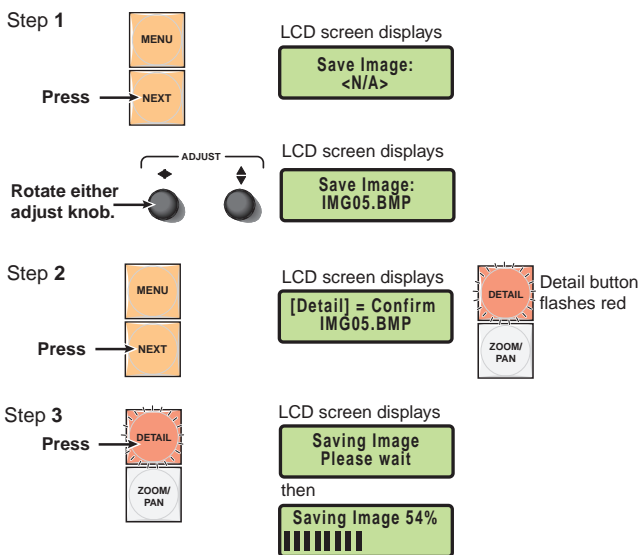 Step 1
MENU
Press
NEXT
LCD screen displays
Save Image:
<N/A>
ADJUST
Rotate either
adjust knob.
LCD screen displays
Save Image:
IMG05.BMP
Step 2
MENU
Press
NEXT
LCD screen displays
[Detail] = Confirm
IMG05.BMP
DETAIL
ZOOM/
PAN
Detail button
flashes red
Step 3
Press
DETAIL
ZOOM/
PAN
LCD screen displays
Saving Image
Please wait
then
Saving Image 54%